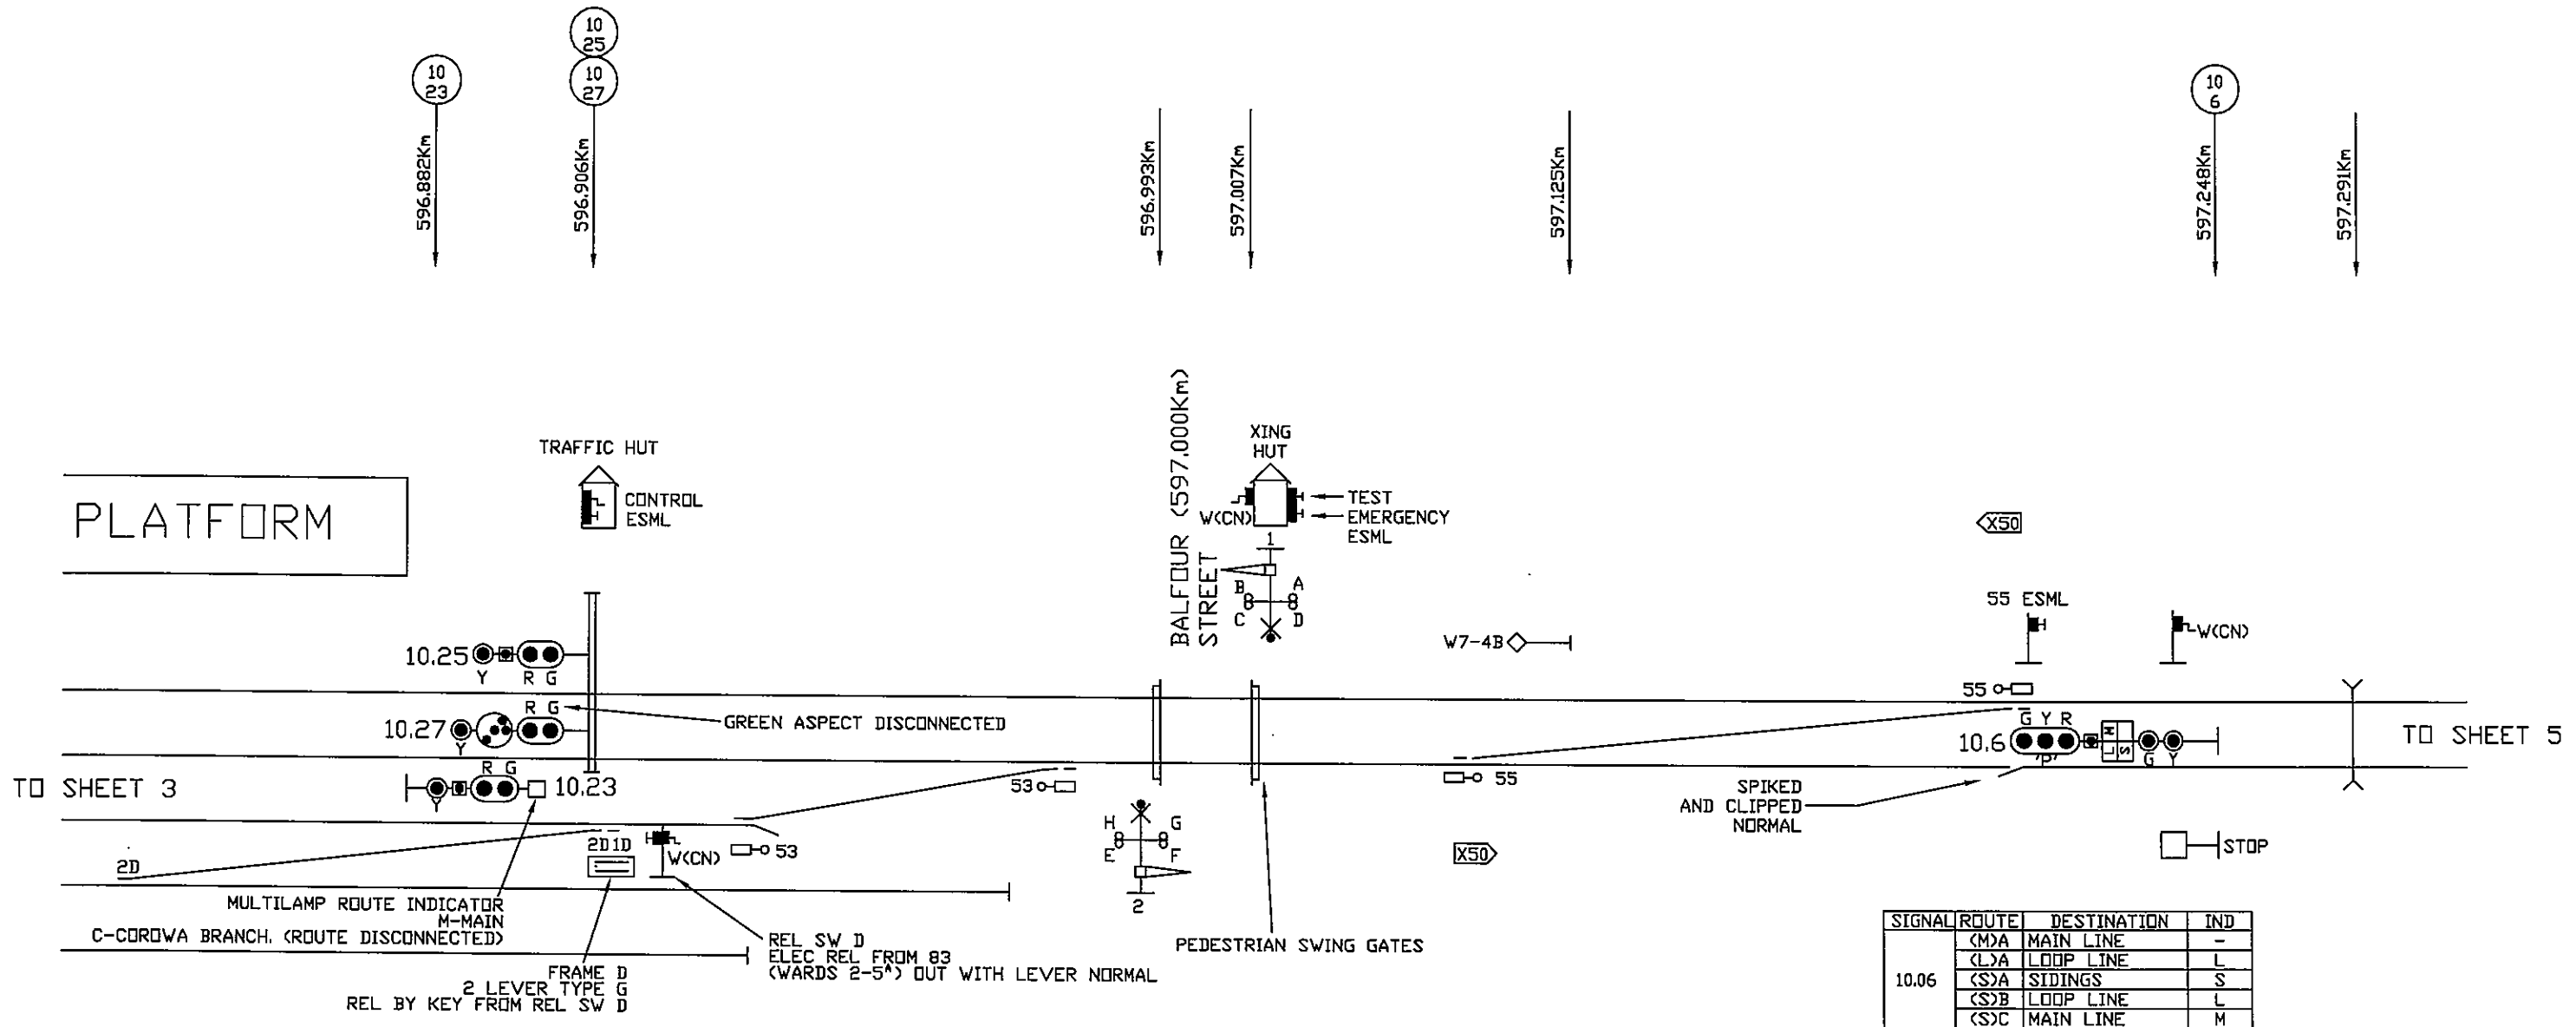 10
25
10
27
10
23
10
6
596.882Km
596.906Km
596.993Km
597.007Km
597.125Km
597.248Km
597.291Km
TRAFFIC HUT
CONTROL
ESML
PLATFORM
BALFOUR (597.000Km)
STREET
XING
HUT
W(CN)
TEST
EMERGENCY
ESML
1
B
A
C
D
X50
55 ESML
W(CN)
W7-4B
10.25
Y
R G
R G
GREEN ASPECT DISCONNECTED
10.27
Y
55
G Y R
10.6
'P'
M
L
S
G Y
TO SHEET 5
TO SHEET 3
R G
Y
10.23
53
55
SPIKED
AND CLIPPED
NORMAL
H
G
E
F
2
2D 1D
W(CN)
53
X50
STOP
2D
MULTILAMP ROUTE INDICATOR
M-MAIN
C-COROWA BRANCH. (ROUTE DISCONNECTED)
FRAME D
2 LEVER TYPE G
REL BY KEY FROM REL SW D
REL SW D
ELEC REL FROM 83
(WARDS 2-5^) OUT WITH LEVER NORMAL
PEDESTRIAN SWING GATES
SIGNAL ROUTE DESTINATION IND
10.06
(M)A MAIN LINE -
(L)A LOOP LINE L
(S)A SIDINGS S
(S)B LOOP LINE L
(S)C MAIN LINE M